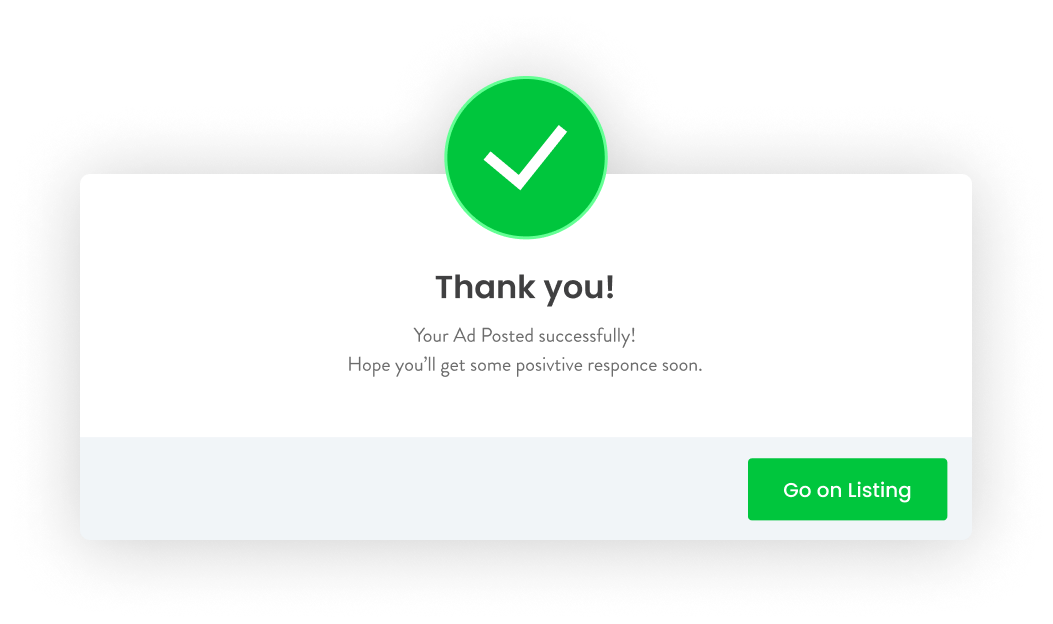 Thank you!
Your Ad Posted successfully!
Hope you’ll get some posivtive responce soon.
Go on Listing